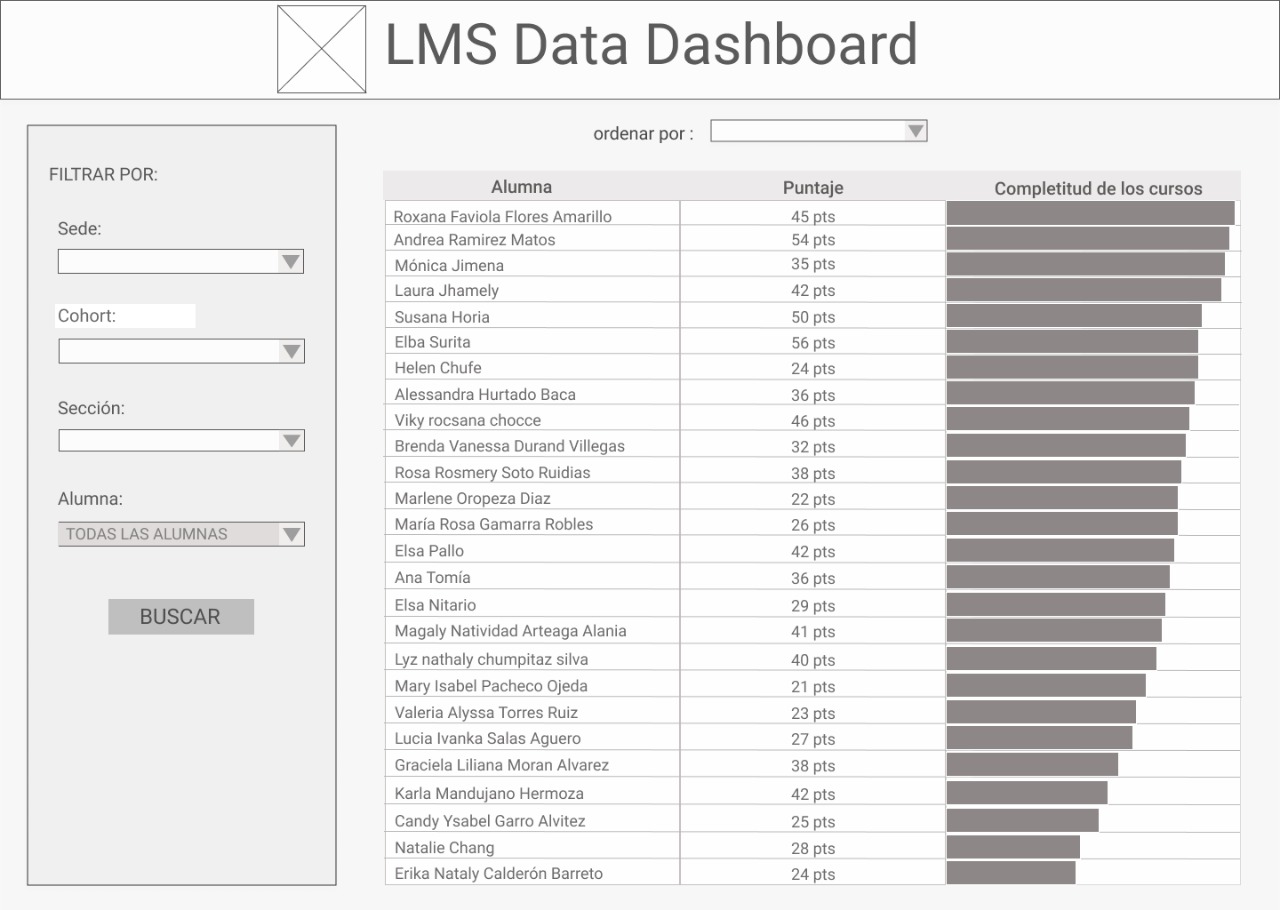 LMS Data Dashboard
ordenar por :
FILTRAR POR:
Sede:
Cohort:
Sección:
Alumna:
TODAS LAS ALUMNAS
BUSCAR
Alumna Puntaje Completitud de los cursos
Roxana Faviola Flores Amarillo 45 pts
Andrea Ramirez Matos 54 pts
Mónica Jimena 35 pts
Laura Jhamely 42 pts
Susana Horia 50 pts
Elba Surita 56 pts
Helen Chufe 24 pts
Alessandra Hurtado Baca 36 pts
Viky rocsana chocce 46 pts
Brenda Vanessa Durand Villegas 32 pts
Rosa Rosmery Soto Ruidias 38 pts
Marlene Oropeza Diaz 22 pts
María Rosa Gamarra Robles 26 pts
Elsa Pallo 42 pts
Ana Tomía 36 pts
Elsa Nitario 29 pts
Magaly Natividad Arteaga Alania 41 pts
Lyz nathaly chumpitaz silva 40 pts
Mary Isabel Pacheco Ojeda 21 pts
Valeria Alyssa Torres Ruiz 23 pts
Lucia Ivanka Salas Aguero 27 pts
Graciela Liliana Moran Alvarez 38 pts
Karla Mandujano Hermoza 42 pts
Candy Ysabel Garro Alvitez 25 pts
Natalie Chang 28 pts
Erika Nataly Calderón Barreto 24 pts